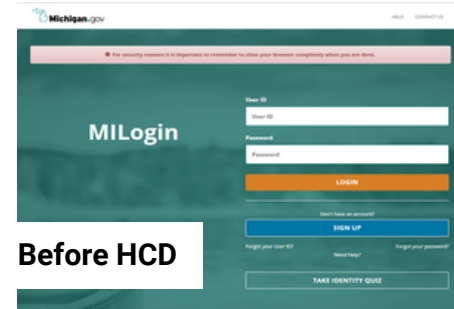 Michigan.gov
HELP CONTACT US
For security reasons it is important to remember to close your browser completely when you are done.
MILogin
User ID
User ID
Password
Password
LOGIN
Don't have an account?
SIGN UP
Forgot your User ID? Forgot your password?
Need Help?
TAKE IDENTITY QUIZ
Before HCD